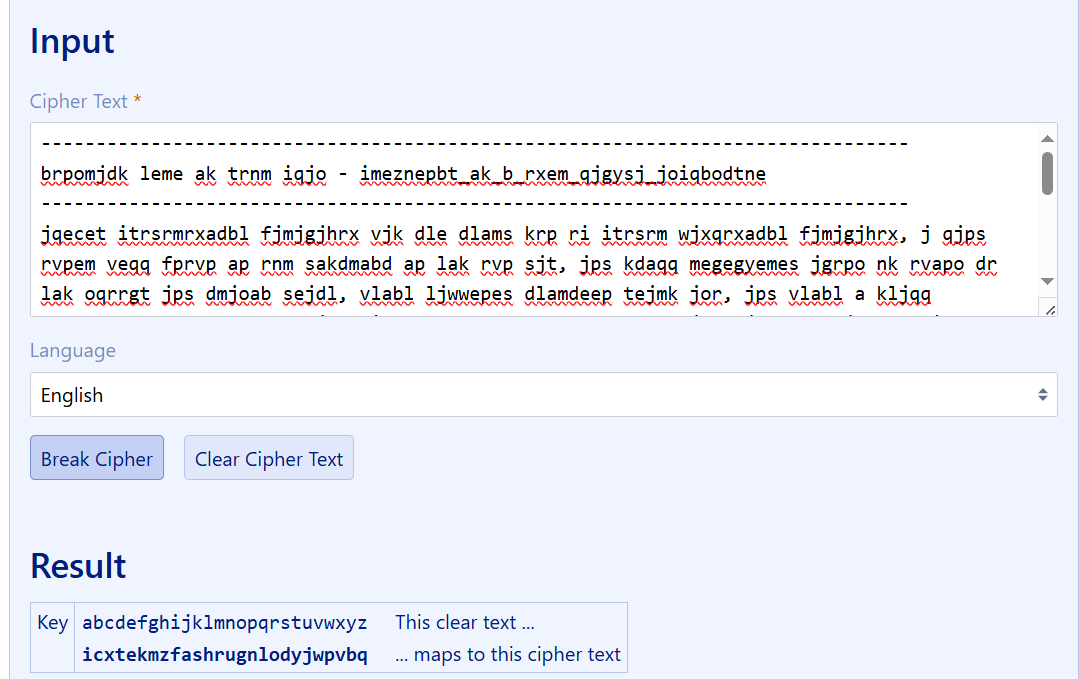 Input
Cipher Text *
--------------------------------------------------------------------------------
brpomjdk leme ak trnm iqjo - imeznepbt_ak_b_rxem_qjgysj_joiqbodtne
--------------------------------------------------------------------------------
jqecet itrsrmrxadbl fjmjgjhrx vjk dle dlams krp ri itrsrm wjxqrxadbl fjmjgjhrx, j qjps
rvpem veqq fprvp ap rnm sakdmabd ap lak rvp sjt, jps kdaqq megegyemes jgrpo nk rvapo dr
lak oqrrgt jps dmjoab sejdl, vlabl ljwwepes dlamdeep tejmk jor, jps vlabl a kljqq
Language
English
Break Cipher Clear Cipher Text
Result
Key abcdefghijklmnopqrstuvwxyz This clear text ...
icxtekmzfashrugnlodyjwpvbq ... maps to this cipher text